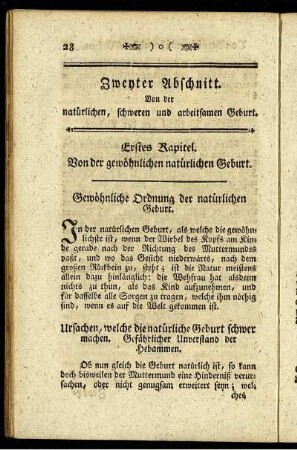 28 ) o (
Zweyter Abschnitt.
Von der
natürlichen, schweren und arbeitsamen Geburt.
Erstes Kapitel.
Von der gewöhnlichen natürlichen Geburt.
Gewöhnliche Ordnung der natürlichen
Geburt.
In der natürlichen Geburt, als welche die gewöhn-
lichste ist, wenn der Wirbel des Kopfs am Kin
de gerade nach der Richtung des Muttermundes
paßt, und wo das Gesicht niederwärts, nach dem
großen Rückbein zu, steht; ist die Natur meistens
allein dazu hinlänglich: die Wehfrau hat alsdenn
nichts zu thun, als das Kind aufzunehmen, und
für dasselbe alle Sorgen zu tragen, welche ihm nöthig
sind, wenn es auf die Welt gekommen ist.
Ursachen, welche die natürliche Geburt schwer
machen. Gefährlicher Unverstand der
Hebammen.
Ob nun gleich die Geburt natürlich ist, so kann
doch bisweilen der Muttermund eine Hinderniß verur-
sachen, oder nicht genugsam erweitert seyn; wel
ches